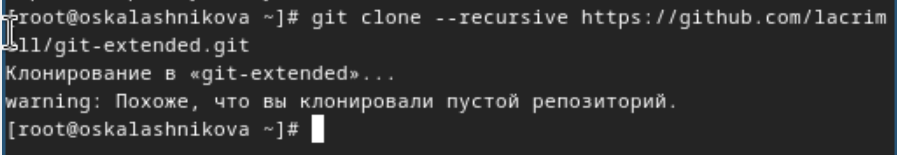 [root@oskalashnikova ~]# git clone --recursive https://github.com/lacrim
ll/git-extended.git
Клонирование в «git-extended»...
warning: Похоже, что вы клонировали пустой репозиторий.
[root@oskalashnikova ~]#